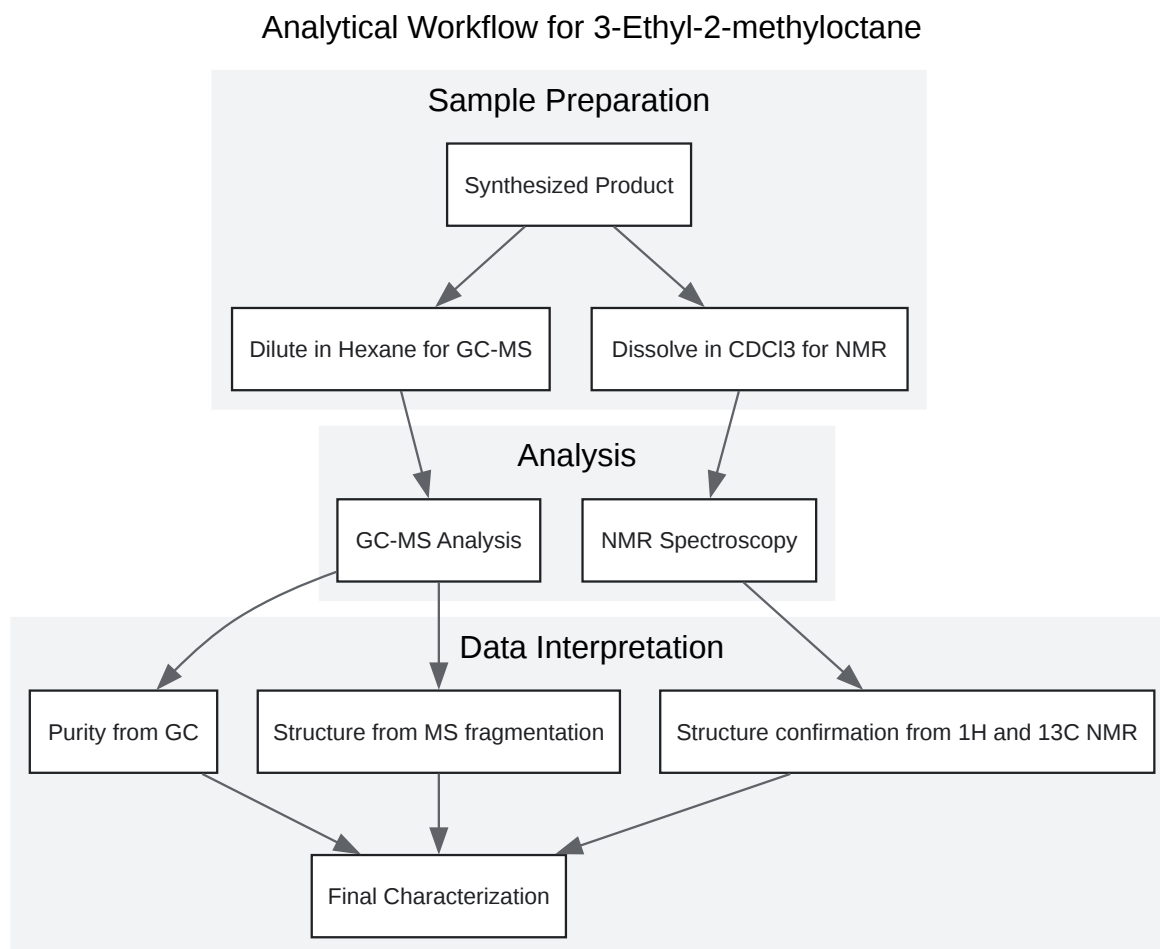 Analytical Workflow for 3-Ethyl-2-methyloctane
Sample Preparation
Synthesized Product
Dilute in Hexane for GC-MS
Dissolve in CDCl3 for NMR
Analysis
GC-MS Analysis
NMR Spectroscopy
Data Interpretation
Purity from GC
Structure from MS fragmentation
Structure confirmation from 1H and 13C NMR
Final Characterization